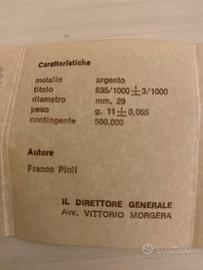 Caratteristiche
metallo argento
titolo 835/1000 ± 3/1000
diametro mm. 29
peso g. 11 ± 0,055
contingente 500.000
Autore
Franco Pioli
IL DIRETTORE GENERALE
Avv. VITTORIO MORGERA
subito